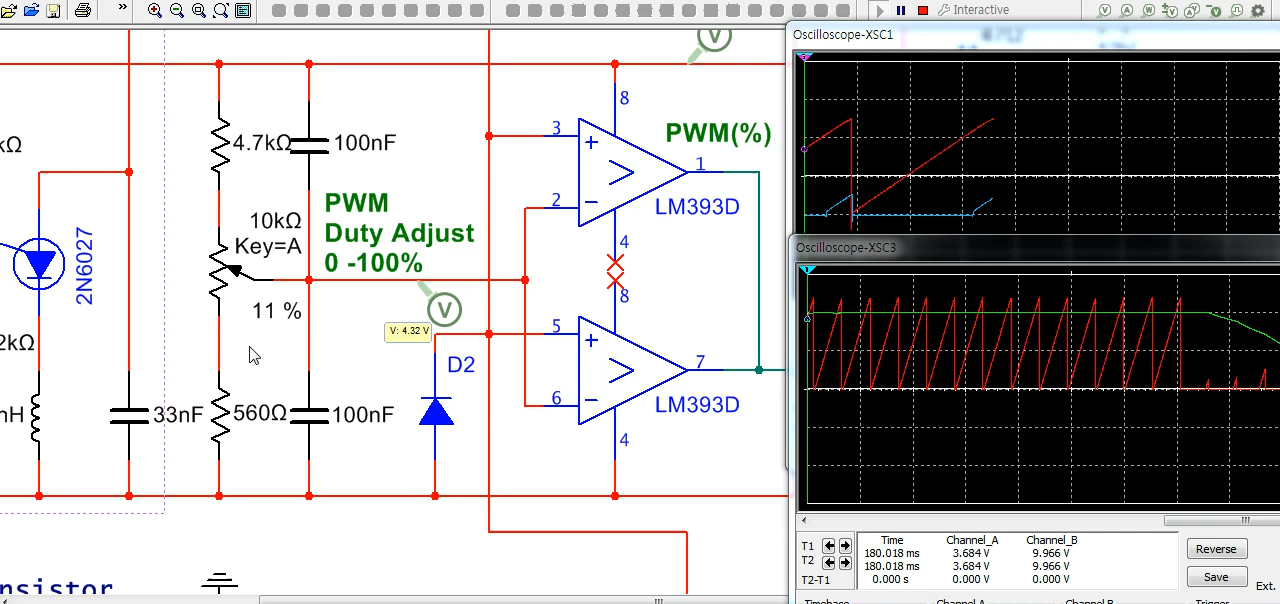 »
Interactive
V A W V A V
8
3
PWM(%)
4.7kΩ
100nF
kΩ
1
2
LM393D
10kΩ
Key=A
PWM
Duty Adjust
0 -100%
2N6027
4
8
11 %
V
V
V: 4.32 V
5
2kΩ
D2
7
6
LM393D
nH
33nF
560Ω
100nF
4
nsistor
Oscilloscope-XSC1
Oscilloscope-XSC3
Time Channel_A Channel_B
T1 180.018 ms 3.684 V 9.966 V
T2 180.018 ms 3.684 V 9.966 V
T2-T1 0.000 s 0.000 V 0.000 V
Reverse
Save
Ext.
Timebase Channel A Channel B Trigger